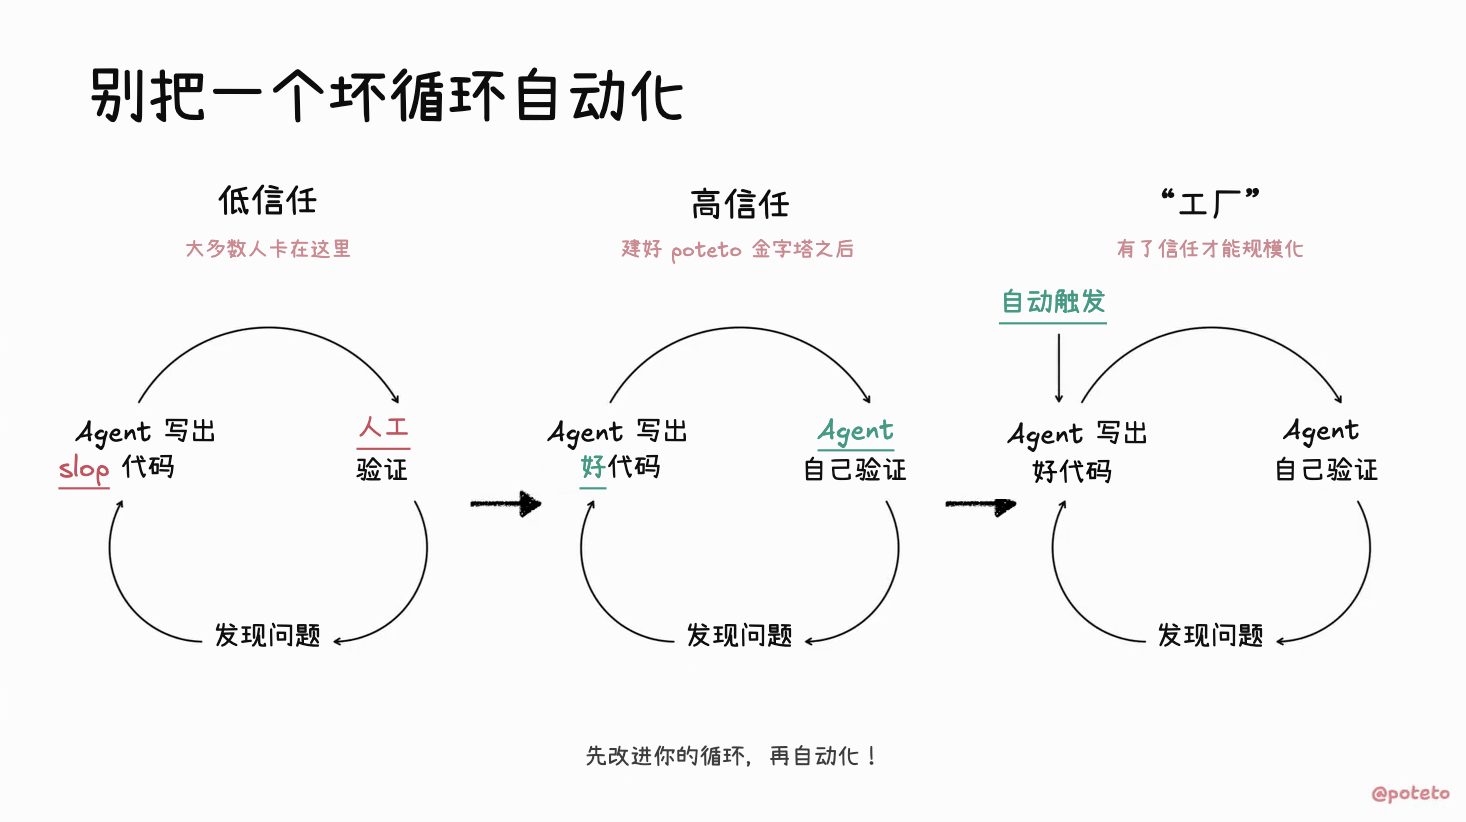 别把一个坏循环自动化
低信任
大多数人卡在这里
Agent 写出
slop 代码
人工
验证
发现问题
高信任
建好 poteto 金字塔之后
Agent 写出
好代码
Agent
自己验证
发现问题
“工厂”
有了信任才能规模化
自动触发
Agent 写出
好代码
Agent
自己验证
发现问题
先改进你的循环，再自动化！
@poteto